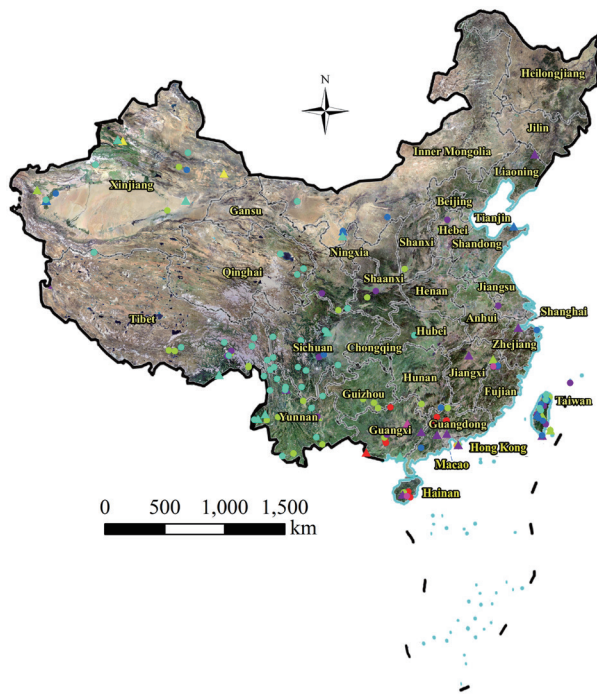 Heilongjiang
N
Jilin
Inner Mongolia
Liaoning
Xinjiang
Beijing
Gansu
Tianjin
Hebei
Shanxi
Shandong
Ningxia
Qinghai
Shaanxi
Jiangsu
Henan
Shanghai
Anhui
Tibet
Hubei
Zhejiang
Sichuan
Chongqing
Hunan
Jiangxi
Guizhou
Fujian
Taiwan
Yunnan
Guangdong
Guangxi
Hong Kong
Macao
Hainan
0 500 1,000 1,500
km